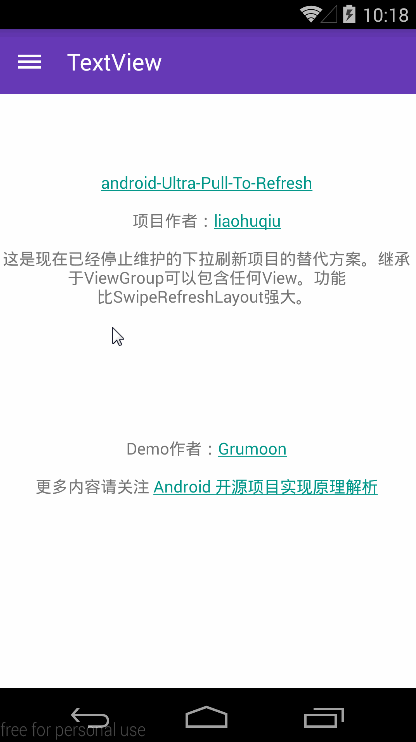 10:18
TextView
android-Ultra-Pull-To-Refresh
项目作者：liaohuqiu
这是现在已经停止维护的下拉刷新项目的替代方案。继承
于ViewGroup可以包含任何View。功能
比SwipeRefreshLayout强大。
Demo作者：Grumoon
更多内容请关注 Android 开源项目实现原理解析
free for personal use